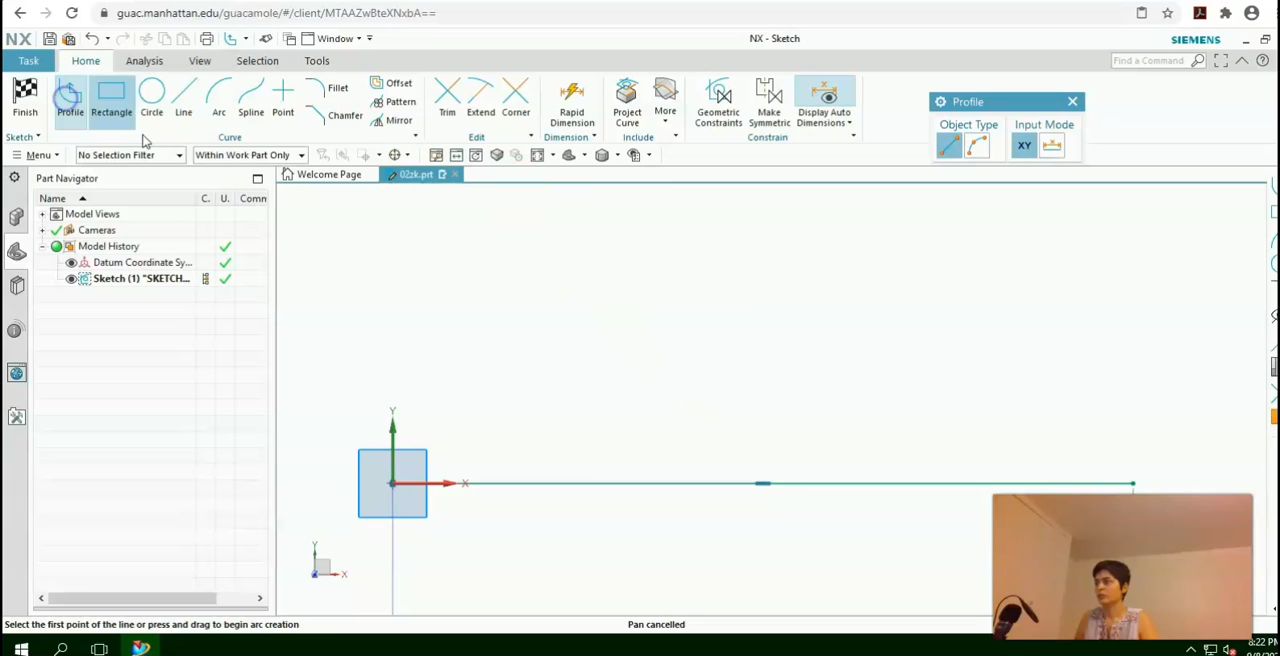 guac.manhattan.edu/guacamole/#/client/MTAAZwBteXNxbA==
NX
Window
NX - Sketch
SIEMENS
Task
Home
Analysis
View
Selection
Tools
Find a Command
Finish
Profile
Rectangle
Circle
Line
Arc
Spline
Point
Fillet
Chamfer
Offset
Pattern
Mirror
Trim
Extend
Corner
Rapid
Dimension
Project
Curve
More
Geometric
Constraints
Make
Symmetric
Display Auto
Dimensions
Sketch
Curve
Edit
Dimension
Include
Constrain
Profile
Object Type
Input Mode
XY
Menu
No Selection Filter
Within Work Part Only
Part Navigator
Welcome Page
02zk.prt
Name
C.
U.
Comm
Model Views
Cameras
Model History
Datum Coordinate Sy...
Sketch (1) "SKETCH...
Y
X
Y
X
Select the first point of the line or press and drag to begin arc creation
Pan cancelled
8:22 PM